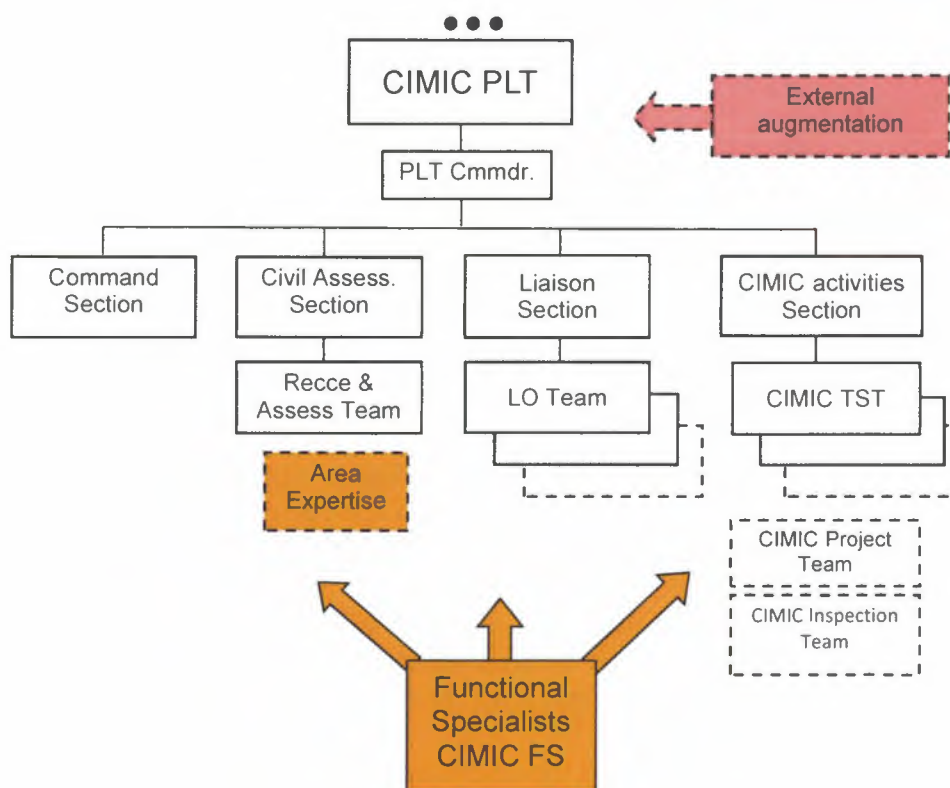 CIMIC PLT
External
augmentation
PLT Cmmdr.
Command
Section
Civil Assess.
Section
Liaison
Section
CIMIC activities
Section
Recce &
Assess Team
LO Team
CIMIC TST
Area
Expertise
CIMIC Project
Team
CIMIC Inspection
Team
Functional
Specialists
CIMIC FS